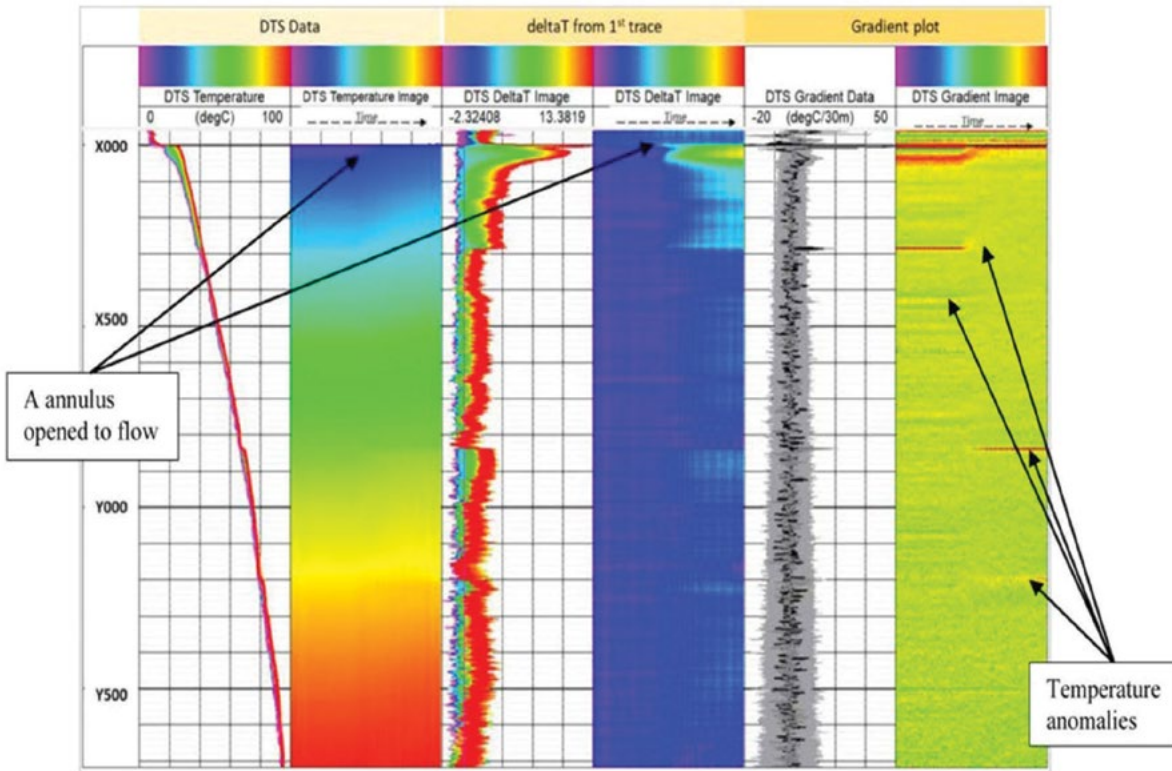 DTS Data
deltaT from 1st trace
Gradient plot
DTS Temperature
DTS Temperature Image
DTS DeltaT Image
DTS DeltaT Image
DTS Gradient Data
DTS Gradient Image
0 (degC) 100
Time
-2.32408 13.3819
Time
-20 (degC/30m) 50
Time
X000
X500
Y000
Y500
A annulus
opened to flow
Temperature
anomalies